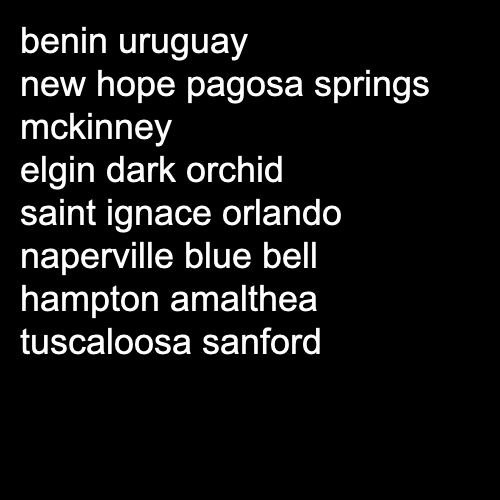 benin uruguay
new hope pagosa springs
mckinney
elgin dark orchid
saint ignace orlando
naperville blue bell
hampton amalthea
tuscaloosa sanford